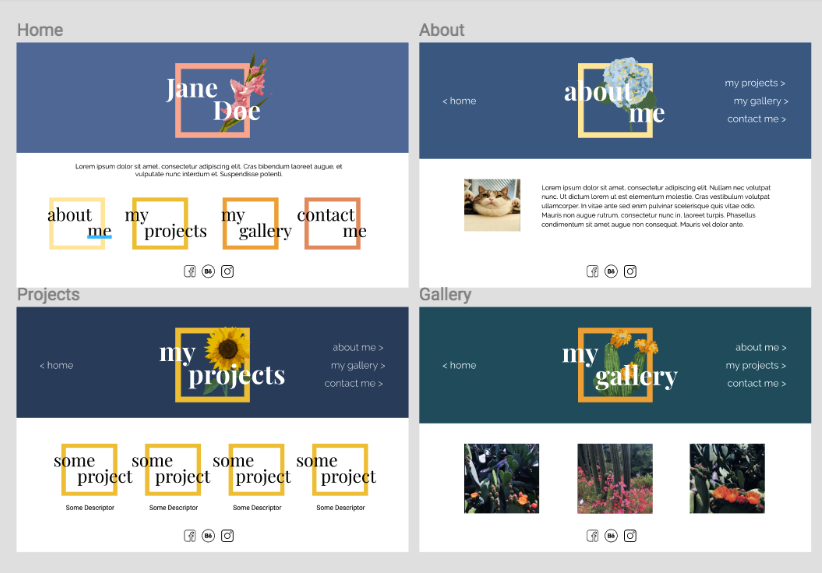 Home
Jane
Doe
Lorem ipsum dolor sit amet, consectetur adipiscing elit. Cras bibendum laoreet augue, et
vulputate nunc interdum et. Suspendisse potenti.
about
me
my
projects
my
gallery
contact
me
About
< home
about
me
my projects >
my gallery >
contact me >
Lorem ipsum dolor sit amet, consectetur adipiscing elit. Nullam nec volutpat
nunc. Ut dictum lorem ut elementum molestie. Cras vestibulum volutpat
ullamcorper. In vitae ante sed enim pulvinar scelerisque quis vitae odio.
Mauris non augue rutrum, consectetur nunc in, laoreet turpis. Phasellus
condimentum sit amet augue non consequat. Mauris vel dolor ante.
Bē
Projects
< home
my
projects
about me >
my gallery >
contact me >
some
project
some
project
some
project
some
project
Some Descriptor
Some Descriptor
Some Descriptor
Some Descriptor
Gallery
< home
my
gallery
about me >
my projects >
contact me >